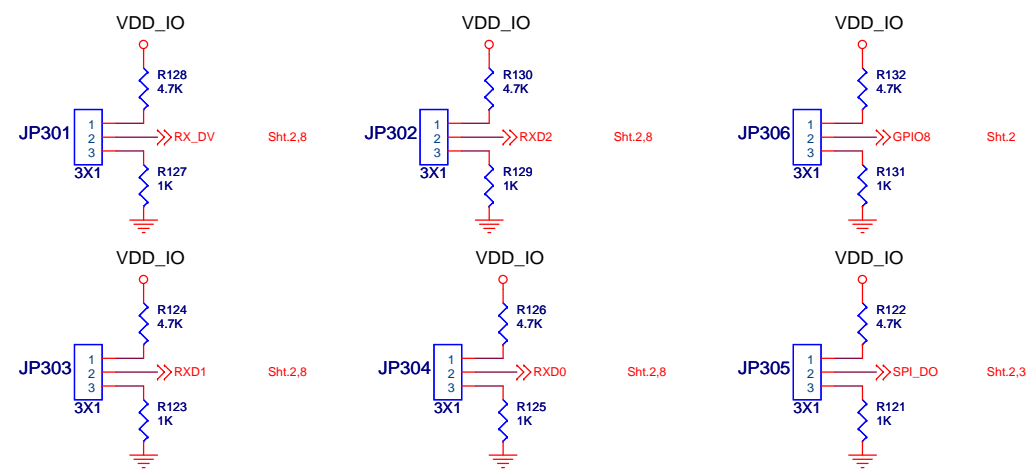 VDD_IO
R128
4.7K
JP301
1
2
3
3X1
RX_DV
Sht.2,8
R127
1K
VDD_IO
R130
4.7K
JP302
1
2
3
3X1
RXD2
Sht.2,8
R129
1K
VDD_IO
R132
4.7K
JP306
1
2
3
3X1
GPIO8
Sht.2
R131
1K
VDD_IO
R124
4.7K
JP303
1
2
3
3X1
RXD1
Sht.2,8
R123
1K
VDD_IO
R126
4.7K
JP304
1
2
3
3X1
RXD0
Sht.2,8
R125
1K
VDD_IO
R122
4.7K
JP305
1
2
3
3X1
SPI_DO
Sht.2,3
R121
1K